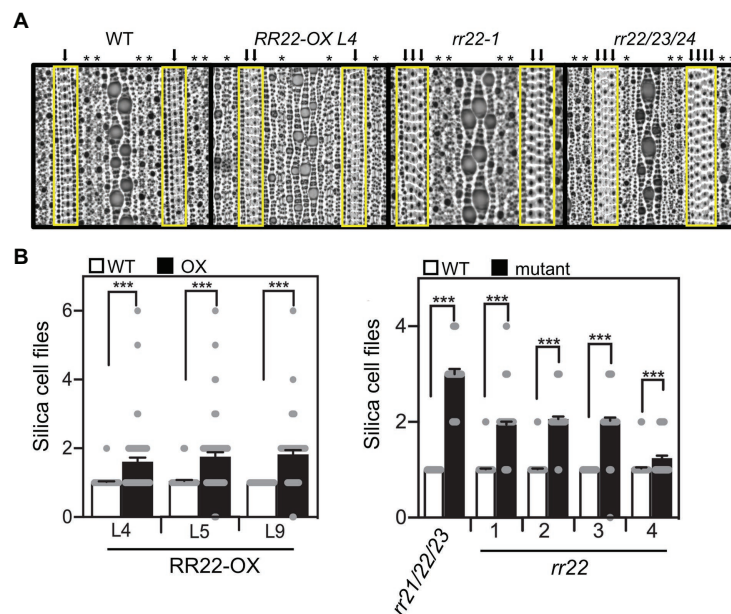 A
WT RR22-OX L4 rr22-1 rr22/23/24
* * * * * * * * * * * * * *
B
WT OX
Silica cell files
6
4
2
0
*** *** ***
L4 L5 L9
RR22-OX
WT mutant
Silica cell files
4
2
0
*** *** *** *** ***
rr21/22/23
1 2 3 4
rr22